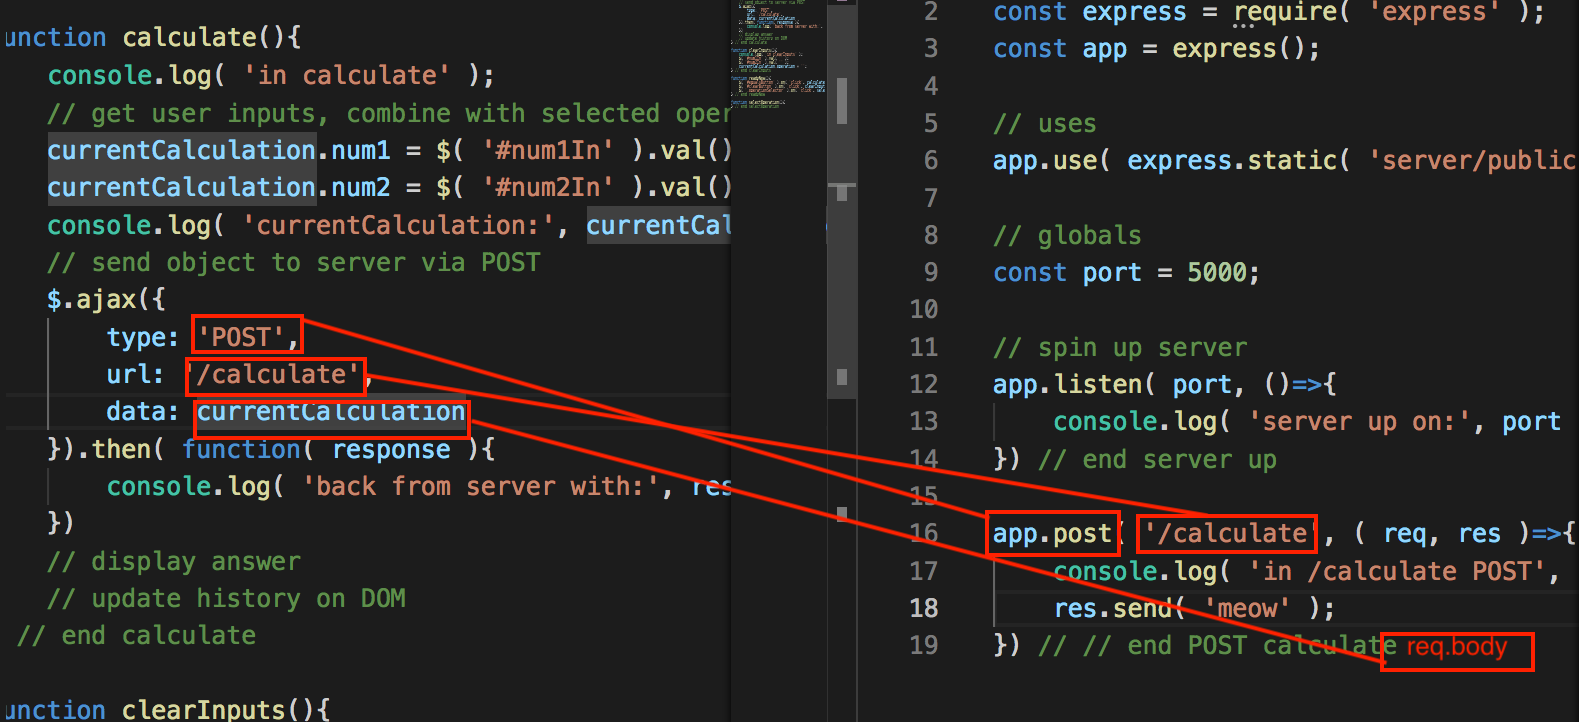 unction calculate(){
console.log( 'in calculate' );
// get user inputs, combine with selected oper
currentCalculation.num1 = $( '#num1In' ).val()
currentCalculation.num2 = $( '#num2In' ).val()
console.log( 'currentCalculation:', currentCal
// send object to server via POST
$.ajax({
type: 'POST',
url: '/calculate',
data: currentCalculation
}).then( function( response ){
console.log( 'back from server with:', res
})
// display answer
// update history on DOM
// end calculate
unction clearInputs(){
2 const express = require( 'express' );
3 const app = express();
4
5 // uses
6 app.use( express.static( 'server/public
7
8 // globals
9 const port = 5000;
10
11 // spin up server
12 app.listen( port, ()=>{
13 console.log( 'server up on:', port
14 }) // end server up
15
16 app.post( '/calculate', ( req, res )=>{
17 console.log( 'in /calculate POST',
18 res.send( 'meow' );
19 }) // // end POST calculate req.body